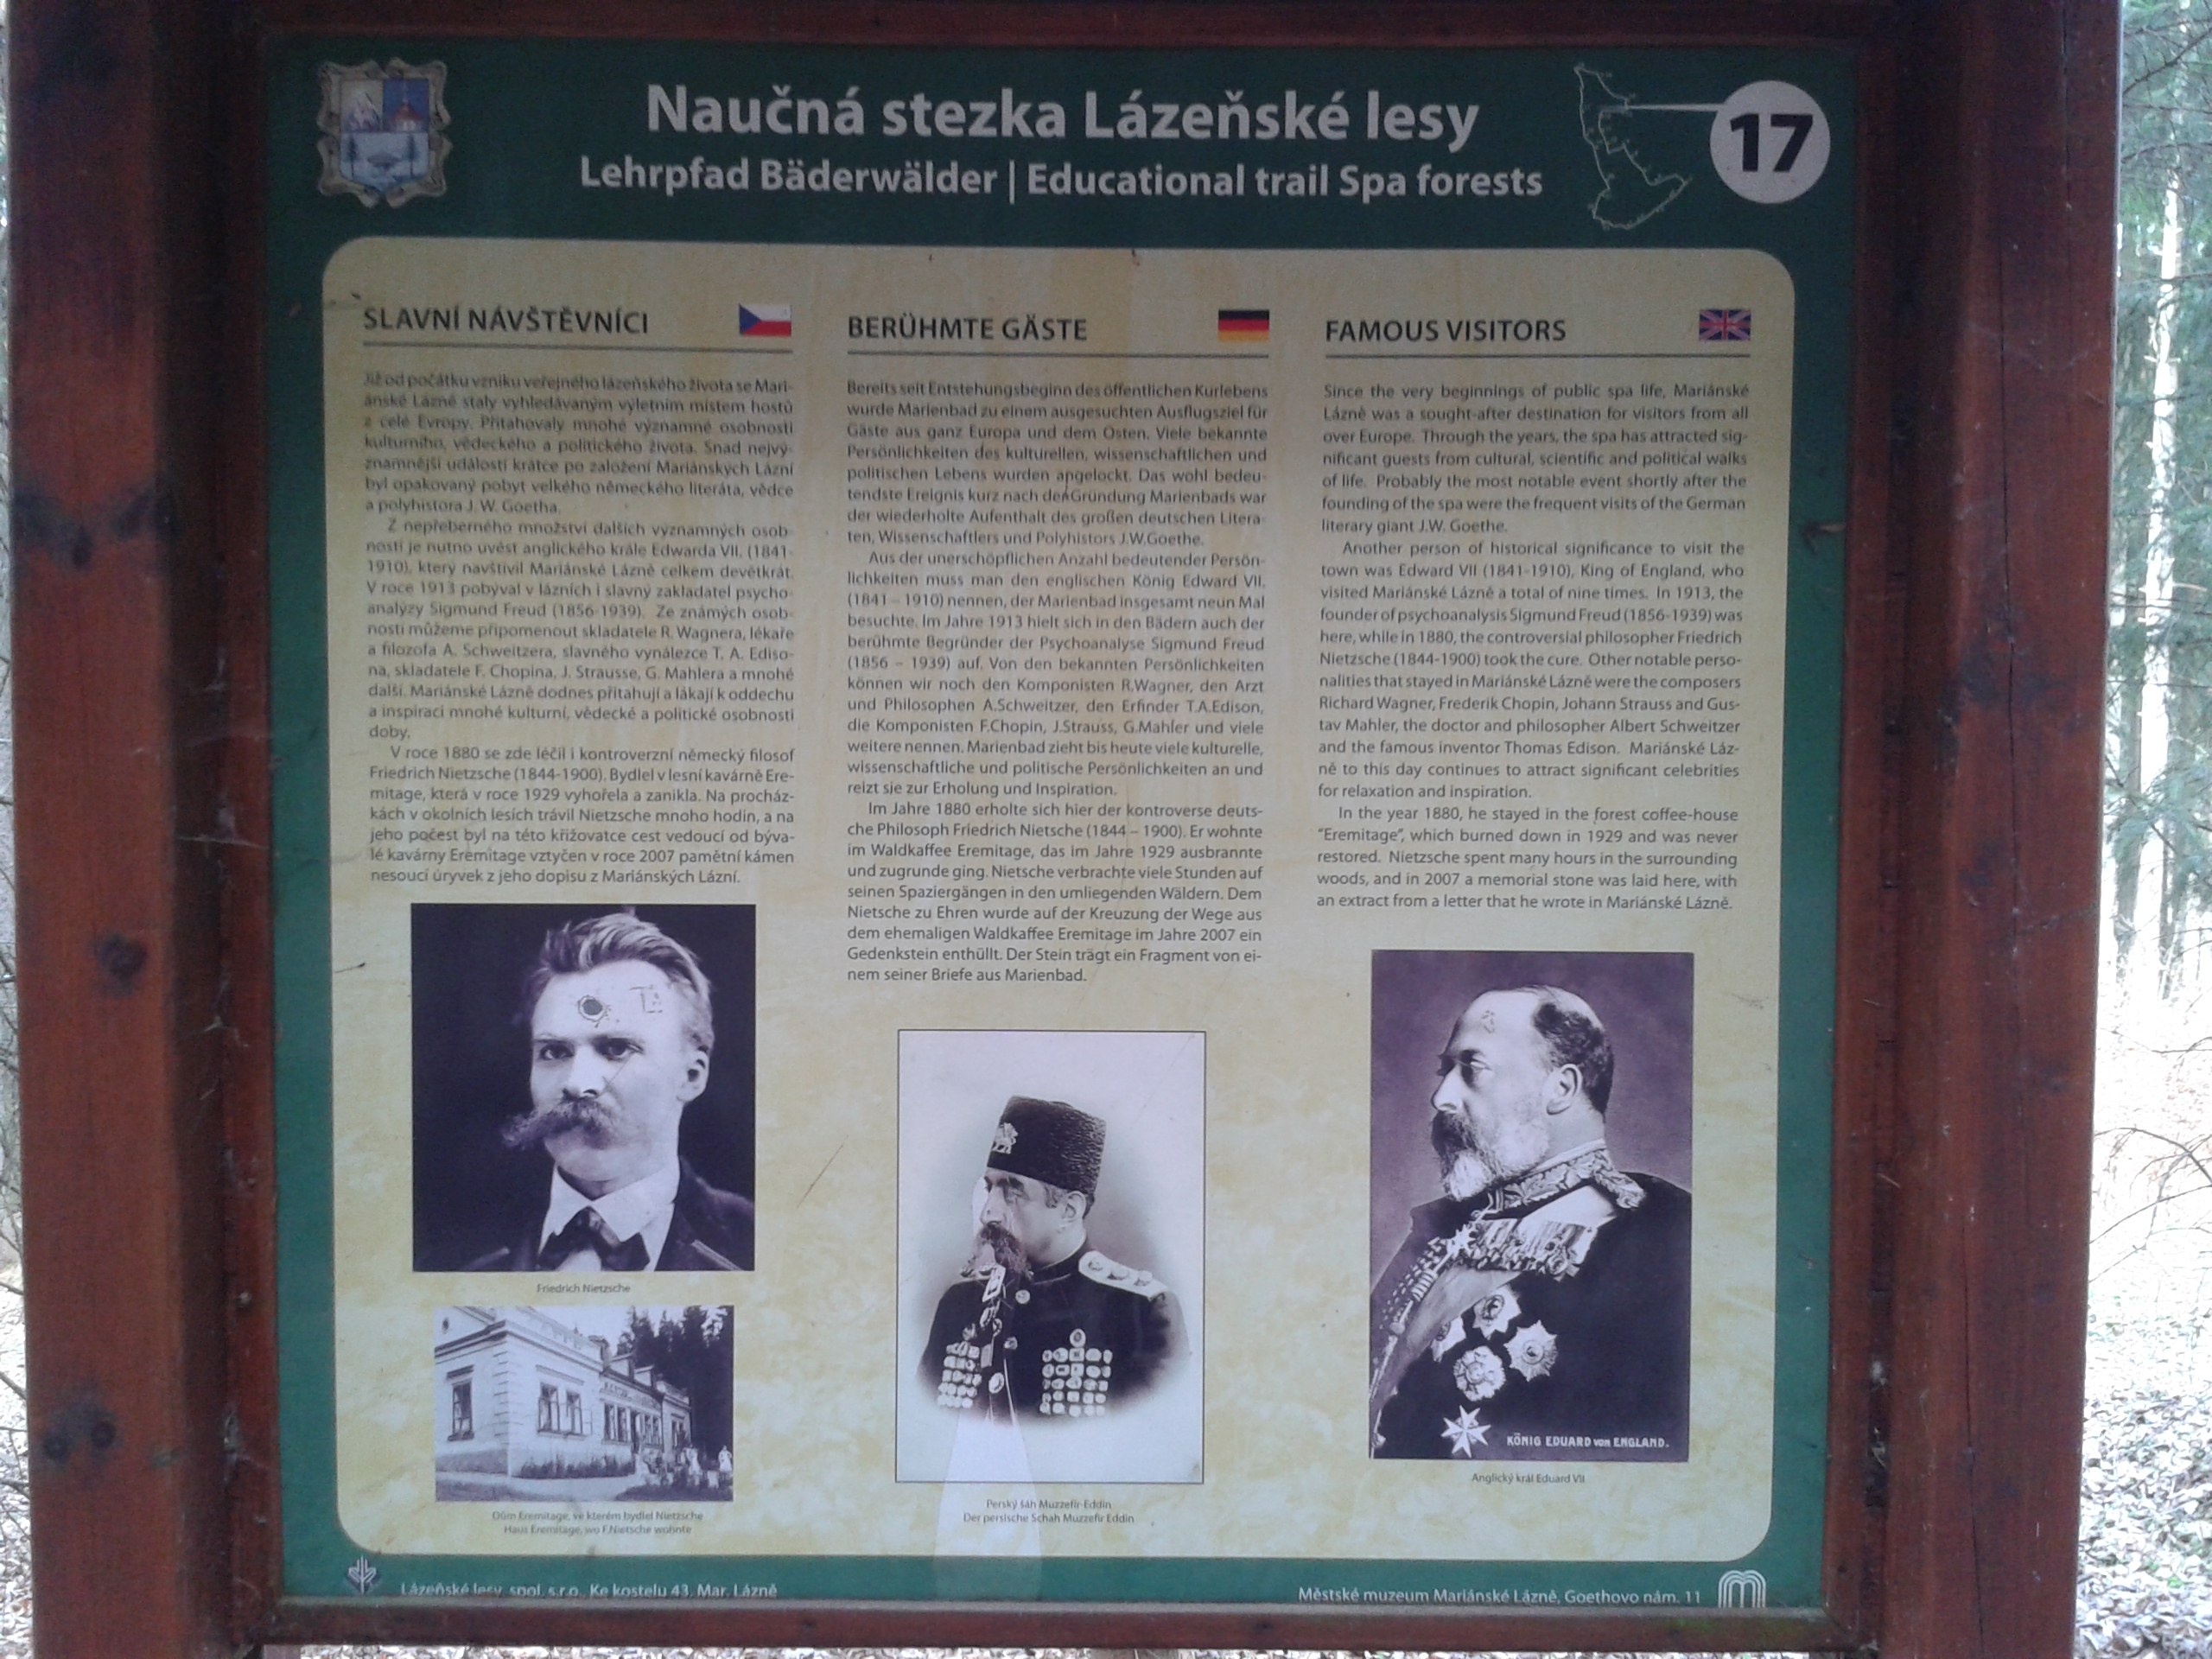 Naučná stezka Lázeňské lesy
Lehrpfad Bäderwälder | Educational trail Spa forests
17
SLAVNÍ NÁVŠTĚVNÍCI
Již od počátku vzniku veřejného lázeňského života se Mari-
ánské Lázně staly vyhledávaným výletním místem hostů
z celé Evropy. Přitahovaly mnohé významné osobnosti
kulturního, vědeckého a politického života. Snad nejvý-
znamnější událostí krátce po založení Mariánských Lázní
byl opakovaný pobyt velkého německého literáta, vědce
a polyhistora J. W. Goetha.
Z nepřeberného množství dalších významných osob-
ností je nutno uvést anglického krále Edwarda VII. (1841-
1910), který navštívil Mariánské Lázně celkem devětkrát.
V roce 1913 pobýval v lázních i slavný zakladatel psycho-
analýzy Sigmund Freud (1856-1939). Ze známých osob-
ností můžeme připomenout skladatele R. Wagnera, lékaře
a filozofa A. Schweitzera, slavného vynálezce T. A. Ediso-
na, skladatele F. Chopina, J. Strausse, G. Mahlera a mnohé
další. Mariánské Lázně dodnes přitahují a lákají k oddechu
a inspiraci mnohé kulturní, vědecké a politické osobnosti
doby.
V roce 1880 se zde léčil i kontroverzní německý filosof
Friedrich Nietzsche (1844-1900). Bydlel v lesní kavárně Ere-
mitage, která v roce 1929 vyhořela a zanikla. Na procház-
kách v okolních lesích trávil Nietzsche mnoho hodin, a na
jeho počest byl na této křižovatce cest vedoucí od býva-
lé kavárny Eremitage vztyčen v roce 2007 pamětní kámen
nesoucí úryvek z jeho dopisu z Mariánských Lázní.
Friedrich Nietzsche
Dům Eremitage, ve kterém bydlel Nietzsche
Haus Eremitage, wo F.Nietsche wohnte
BERÜHMTE GÄSTE
Bereits seit Entstehungsbeginn des öffentlichen Kurlebens
wurde Marienbad zu einem ausgesuchten Ausflugsziel für
Gäste aus ganz Europa und dem Osten. Viele bekannte
Persönlichkeiten des kulturellen, wissenschaftlichen und
politischen Lebens wurden angelockt. Das wohl bedeu-
tendste Ereignis kurz nach der Gründung Marienbads war
der wiederholte Aufenthalt des großen deutschen Litera-
ten, Wissenschaftlers und Polyhistors J.W.Goethe.
Aus der unerschöpflichen Anzahl bedeutender Persön-
lichkeiten muss man den englischen König Edward VII.
(1841 – 1910) nennen, der Marienbad insgesamt neun Mal
besuchte. Im Jahre 1913 hielt sich in den Bädern auch der
berühmte Begründer der Psychoanalyse Sigmund Freud
(1856 – 1939) auf. Von den bekannten Persönlichkeiten
können wir noch den Komponisten R.Wagner, den Arzt
und Philosophen A.Schweitzer, den Erfinder T.A.Edison,
die Komponisten F.Chopin, J.Strauss, G.Mahler und viele
weitere nennen. Marienbad zieht bis heute viele kulturelle,
wissenschaftliche und politische Persönlichkeiten an und
reizt sie zur Erholung und Inspiration.
Im Jahre 1880 erholte sich hier der kontroverse deuts-
che Philosoph Friedrich Nietsche (1844 – 1900). Er wohnte
im Waldkaffee Eremitage, das im Jahre 1929 ausbrannte
und zugrunde ging. Nietsche verbrachte viele Stunden auf
seinen Spaziergängen in den umliegenden Wäldern. Dem
Nietsche zu Ehren wurde auf der Kreuzung der Wege aus
dem ehemaligen Waldkaffee Eremitage im Jahre 2007 ein
Gedenkstein enthüllt. Der Stein trägt ein Fragment von ei-
nem seiner Briefe aus Marienbad.
Perský šáh Muzzefir-Eddin
Der persische Schah Muzzefir Eddin
FAMOUS VISITORS
Since the very beginnings of public spa life, Mariánské
Lázně was a sought-after destination for visitors from all
over Europe. Through the years, the spa has attracted sig-
nificant guests from cultural, scientific and political walks
of life. Probably the most notable event shortly after the
founding of the spa were the frequent visits of the German
literary giant J.W. Goethe.
Another person of historical significance to visit the
town was Edward VII (1841-1910), King of England, who
visited Mariánské Lázně a total of nine times. In 1913, the
founder of psychoanalysis Sigmund Freud (1856-1939) was
here, while in 1880, the controversial philosopher Friedrich
Nietzsche (1844-1900) took the cure. Other notable perso-
nalities that stayed in Mariánské Lázně were the composers
Richard Wagner, Frederik Chopin, Johann Strauss and Gus-
tav Mahler, the doctor and philosopher Albert Schweitzer
and the famous inventor Thomas Edison. Mariánské Láz-
ně to this day continues to attract significant celebrities
for relaxation and inspiration.
In the year 1880, he stayed in the forest coffee-house
"Eremitage", which burned down in 1929 and was never
restored. Nietzsche spent many hours in the surrounding
woods, and in 2007 a memorial stone was laid here, with
an extract from a letter that he wrote in Mariánské Lázně.
KÖNIG EDUARD VON ENGLAND.
Anglický král Eduard VII
Lázeňské lesy, spol. s.r.o., Ke kostelu 43, Mar. Lázně
Městské muzeum Mariánské Lázně, Goethovo nám. 11